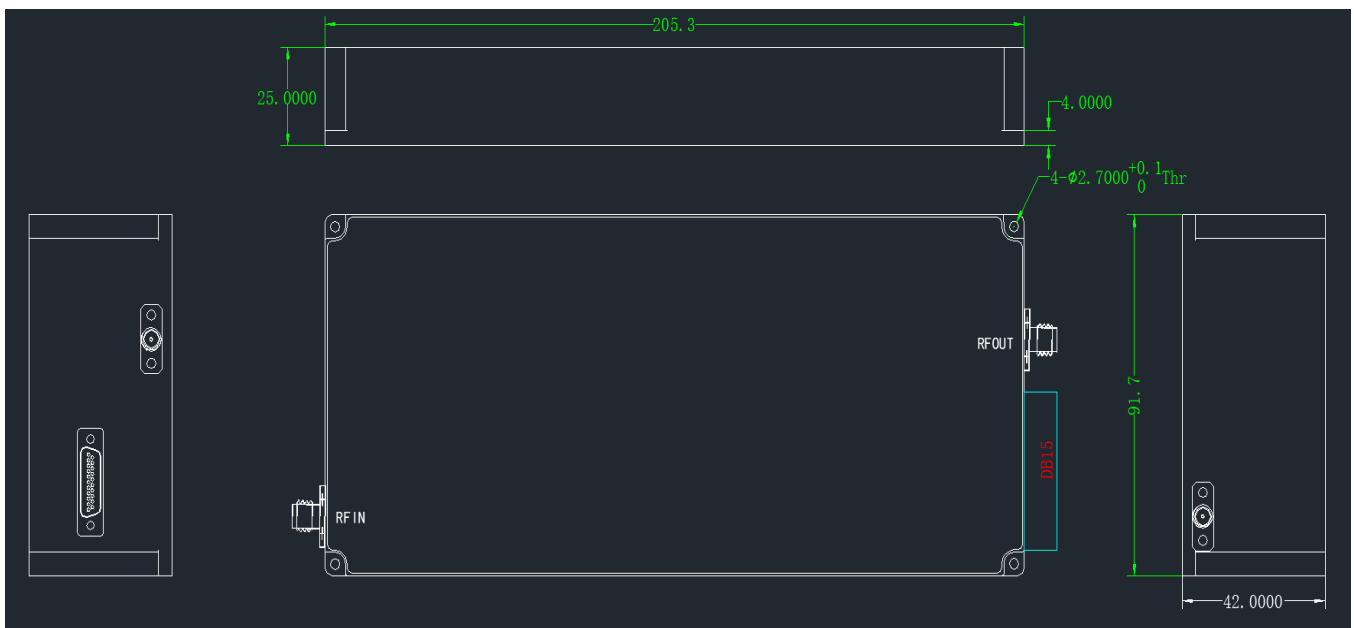 205.3
25.0000
4.0000
4-ϕ2.7000 +0.1 0 Thr
RFOUT
91.7
DB15
RFIN
42.0000